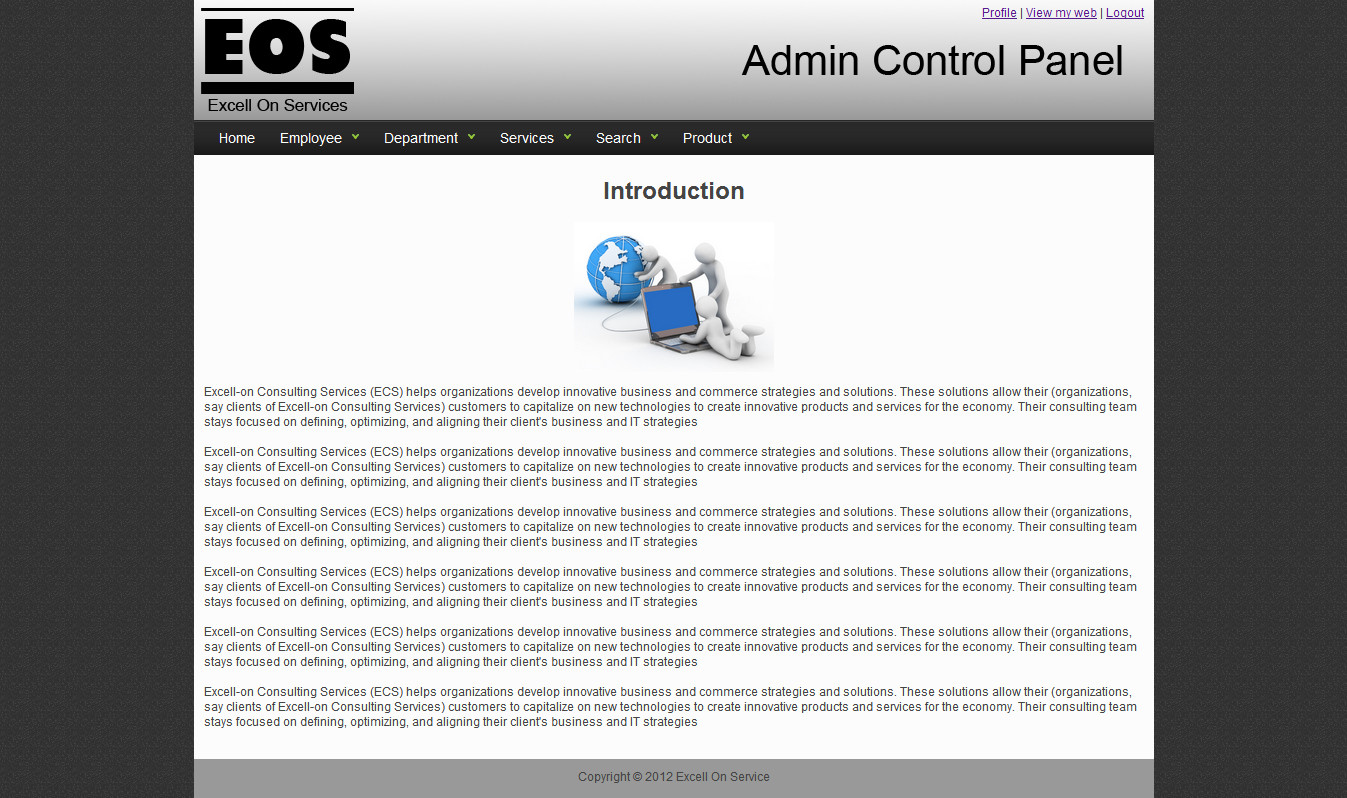 Profile | View my web | Logout
EOS
Admin Control Panel
Excell On Services
Home Employee Department Services Search Product
Introduction
Excell-on Consulting Services (ECS) helps organizations develop innovative business and commerce strategies and solutions. These solutions allow their (organizations,
say clients of Excell-on Consulting Services) customers to capitalize on new technologies to create innovative products and services for the economy. Their consulting team
stays focused on defining, optimizing, and aligning their client's business and IT strategies
Excell-on Consulting Services (ECS) helps organizations develop innovative business and commerce strategies and solutions. These solutions allow their (organizations,
say clients of Excell-on Consulting Services) customers to capitalize on new technologies to create innovative products and services for the economy. Their consulting team
stays focused on defining, optimizing, and aligning their client's business and IT strategies
Excell-on Consulting Services (ECS) helps organizations develop innovative business and commerce strategies and solutions. These solutions allow their (organizations,
say clients of Excell-on Consulting Services) customers to capitalize on new technologies to create innovative products and services for the economy. Their consulting team
stays focused on defining, optimizing, and aligning their client's business and IT strategies
Excell-on Consulting Services (ECS) helps organizations develop innovative business and commerce strategies and solutions. These solutions allow their (organizations,
say clients of Excell-on Consulting Services) customers to capitalize on new technologies to create innovative products and services for the economy. Their consulting team
stays focused on defining, optimizing, and aligning their client's business and IT strategies
Excell-on Consulting Services (ECS) helps organizations develop innovative business and commerce strategies and solutions. These solutions allow their (organizations,
say clients of Excell-on Consulting Services) customers to capitalize on new technologies to create innovative products and services for the economy. Their consulting team
stays focused on defining, optimizing, and aligning their client's business and IT strategies
Excell-on Consulting Services (ECS) helps organizations develop innovative business and commerce strategies and solutions. These solutions allow their (organizations,
say clients of Excell-on Consulting Services) customers to capitalize on new technologies to create innovative products and services for the economy. Their consulting team
stays focused on defining, optimizing, and aligning their client's business and IT strategies
Copyright © 2012 Excell On Service